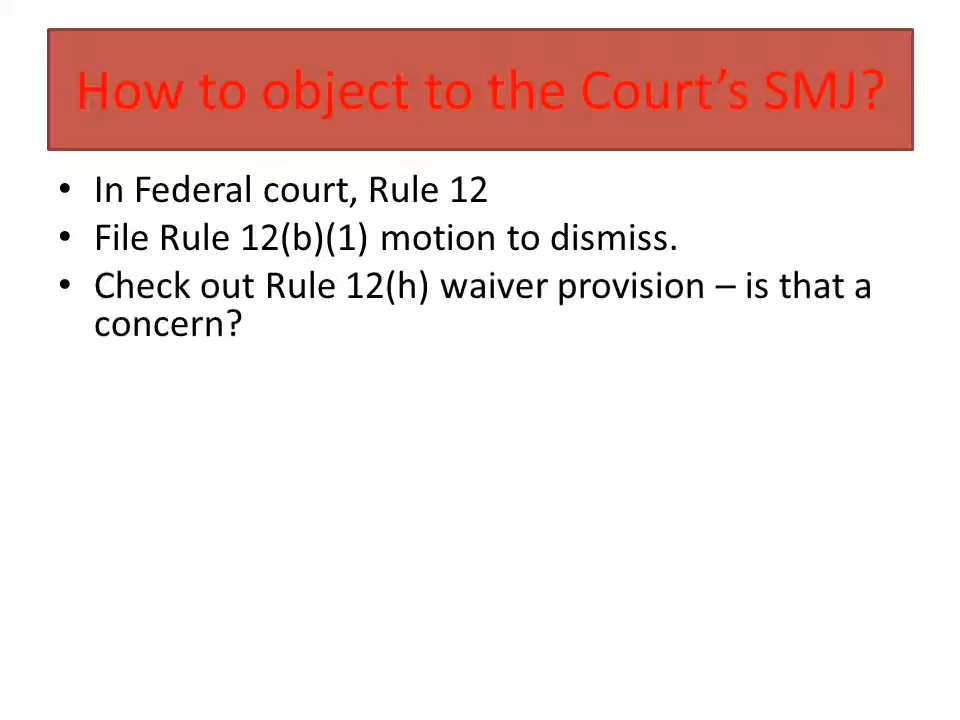 How to object to the Court’s SMJ?
• In Federal court, Rule 12
• File Rule 12(b)(1) motion to dismiss.
• Check out Rule 12(h) waiver provision – is that a
concern?